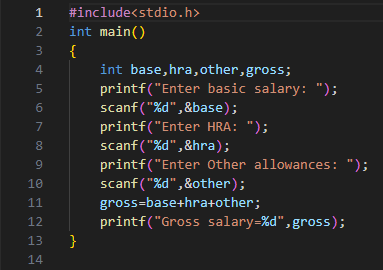 1 #include<stdio.h>
2 int main()
3 {
4     int base,hra,other,gross;
5     printf("Enter basic salary: ");
6     scanf("%d",&base);
7     printf("Enter HRA: ");
8     scanf("%d",&hra);
9     printf("Enter Other allowances: ");
10     scanf("%d",&other);
11     gross=base+hra+other;
12     printf("Gross salary=%d",gross);
13 }
14